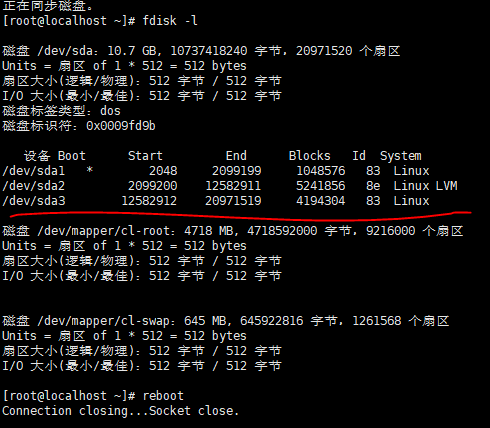 正在同步磁盘。
[root@localhost ~]# fdisk -l
磁盘 /dev/sda：10.7 GB, 10737418240 字节，20971520 个扇区
Units = 扇区 of 1 * 512 = 512 bytes
扇区大小(逻辑/物理)：512 字节 / 512 字节
I/O 大小(最小/最佳)：512 字节 / 512 字节
磁盘标签类型：dos
磁盘标识符：0x0009fd9b
设备 Boot Start End Blocks Id System
/dev/sda1 * 2048 2099199 1048576 83 Linux
/dev/sda2 2099200 12582911 5241856 8e Linux LVM
/dev/sda3 12582912 20971519 4194304 83 Linux
磁盘 /dev/mapper/cl-root：4718 MB, 4718592000 字节，9216000 个扇区
Units = 扇区 of 1 * 512 = 512 bytes
扇区大小(逻辑/物理)：512 字节 / 512 字节
I/O 大小(最小/最佳)：512 字节 / 512 字节
磁盘 /dev/mapper/cl-swap：645 MB, 645922816 字节，1261568 个扇区
Units = 扇区 of 1 * 512 = 512 bytes
扇区大小(逻辑/物理)：512 字节 / 512 字节
I/O 大小(最小/最佳)：512 字节 / 512 字节
[root@localhost ~]# reboot
Connection closing...Socket close.